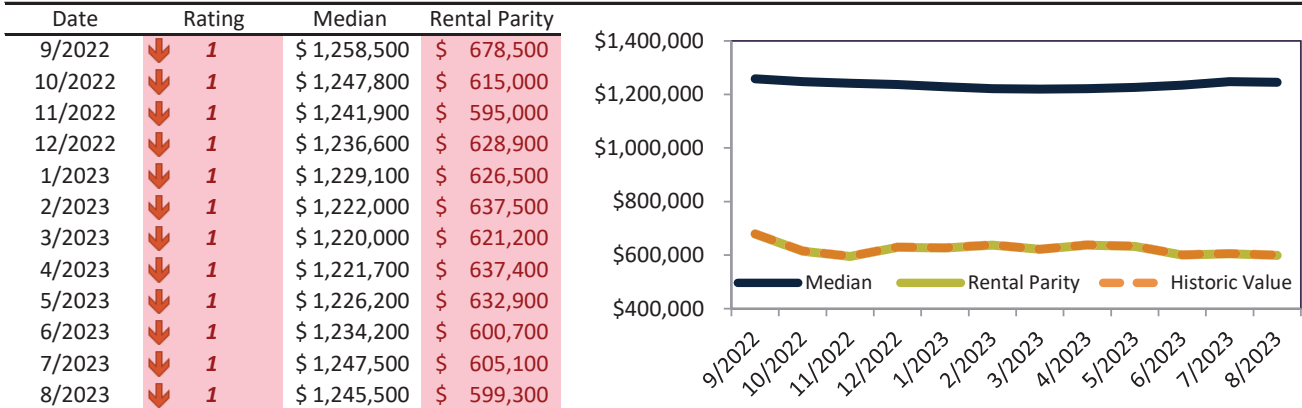 Date Rating Median Rental Parity
9/2022 1 $ 1,258,500 $ 678,500
10/2022 1 $ 1,247,800 $ 615,000
11/2022 1 $ 1,241,900 $ 595,000
12/2022 1 $ 1,236,600 $ 628,900
1/2023 1 $ 1,229,100 $ 626,500
2/2023 1 $ 1,222,000 $ 637,500
3/2023 1 $ 1,220,000 $ 621,200
4/2023 1 $ 1,221,700 $ 637,400
5/2023 1 $ 1,226,200 $ 632,900
6/2023 1 $ 1,234,200 $ 600,700
7/2023 1 $ 1,247,500 $ 605,100
8/2023 1 $ 1,245,500 $ 599,300
$1,400,000
$1,200,000
$1,000,000
$800,000
$600,000
$400,000
Median Rental Parity Historic Value
9/2022 10/2022 11/2022 12/2022 1/2023 2/2023 3/2023 4/2023 5/2023 6/2023 7/2023 8/2023